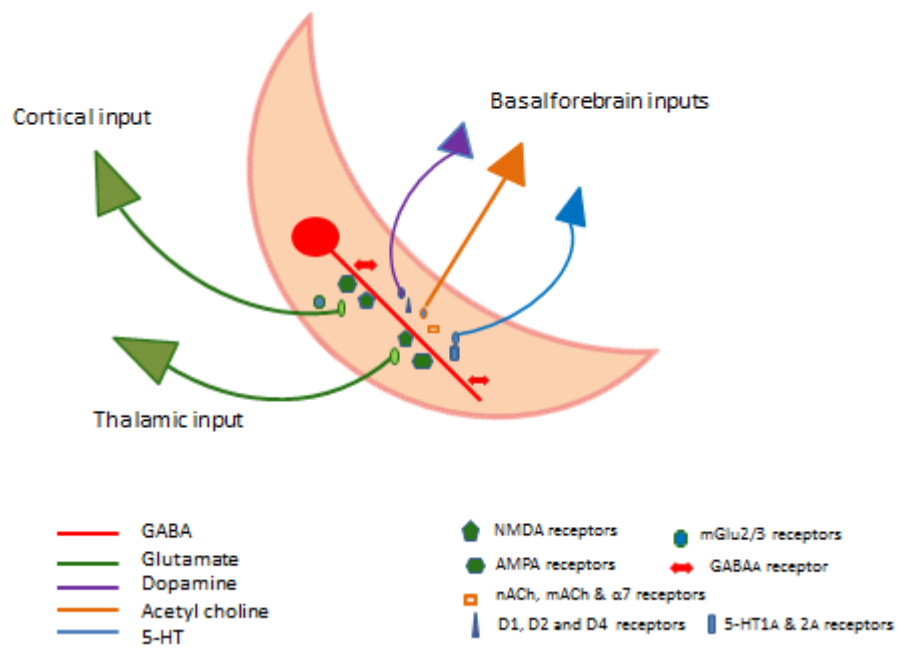 Basalforebrain inputs
Cortical input
Thalamic input
GABA
Glutamate
Dopamine
Acetyl choline
5-HT
NMDA receptors
AMPA receptors
nACh, mACh & α7 receptors
D1, D2 and D4 receptors
mGlu2/3 receptors
GABAA receptor
5-HT1A & 2A receptors